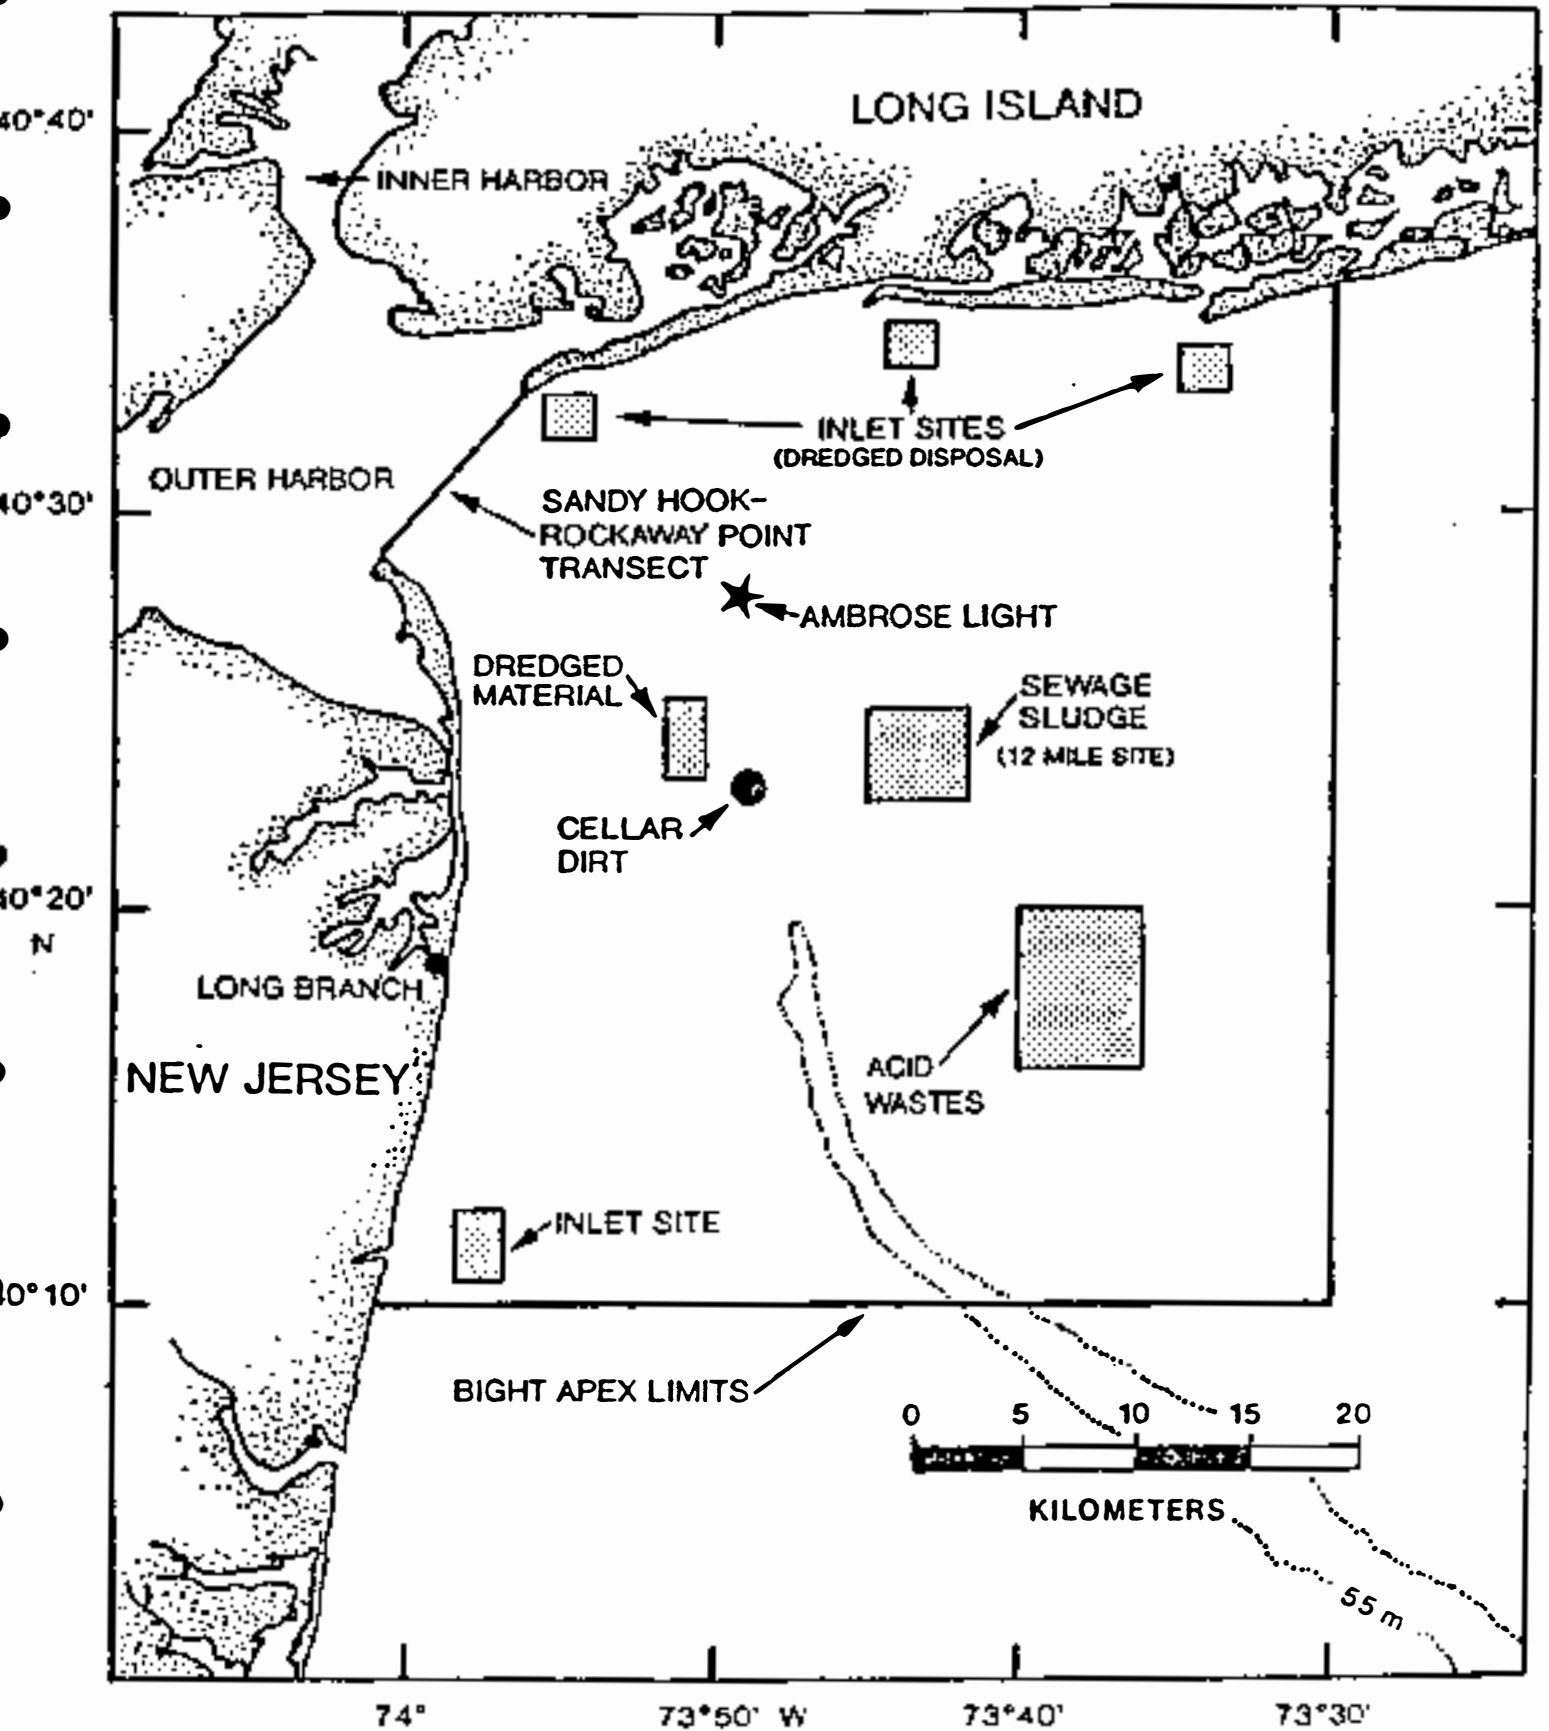 LONG ISLAND
40°40'
INNER HARBOR
INLET SITES
(DREDGED DISPOSAL)
OUTER HARBOR
40°30'
SANDY HOOK-
ROCKAWAY POINT
TRANSECT
AMBROSE LIGHT
DREDGED
MATERIAL
SEWAGE
SLUDGE
(12 MILE SITE)
CELLAR
DIRT
40°20'
N
LONG BRANCH
NEW JERSEY
ACID
WASTES
INLET SITE
40°10'
BIGHT APEX LIMITS
0 5 10 15 20
KILOMETERS
55 m
74° 73°50' W 73°40' 73°30'